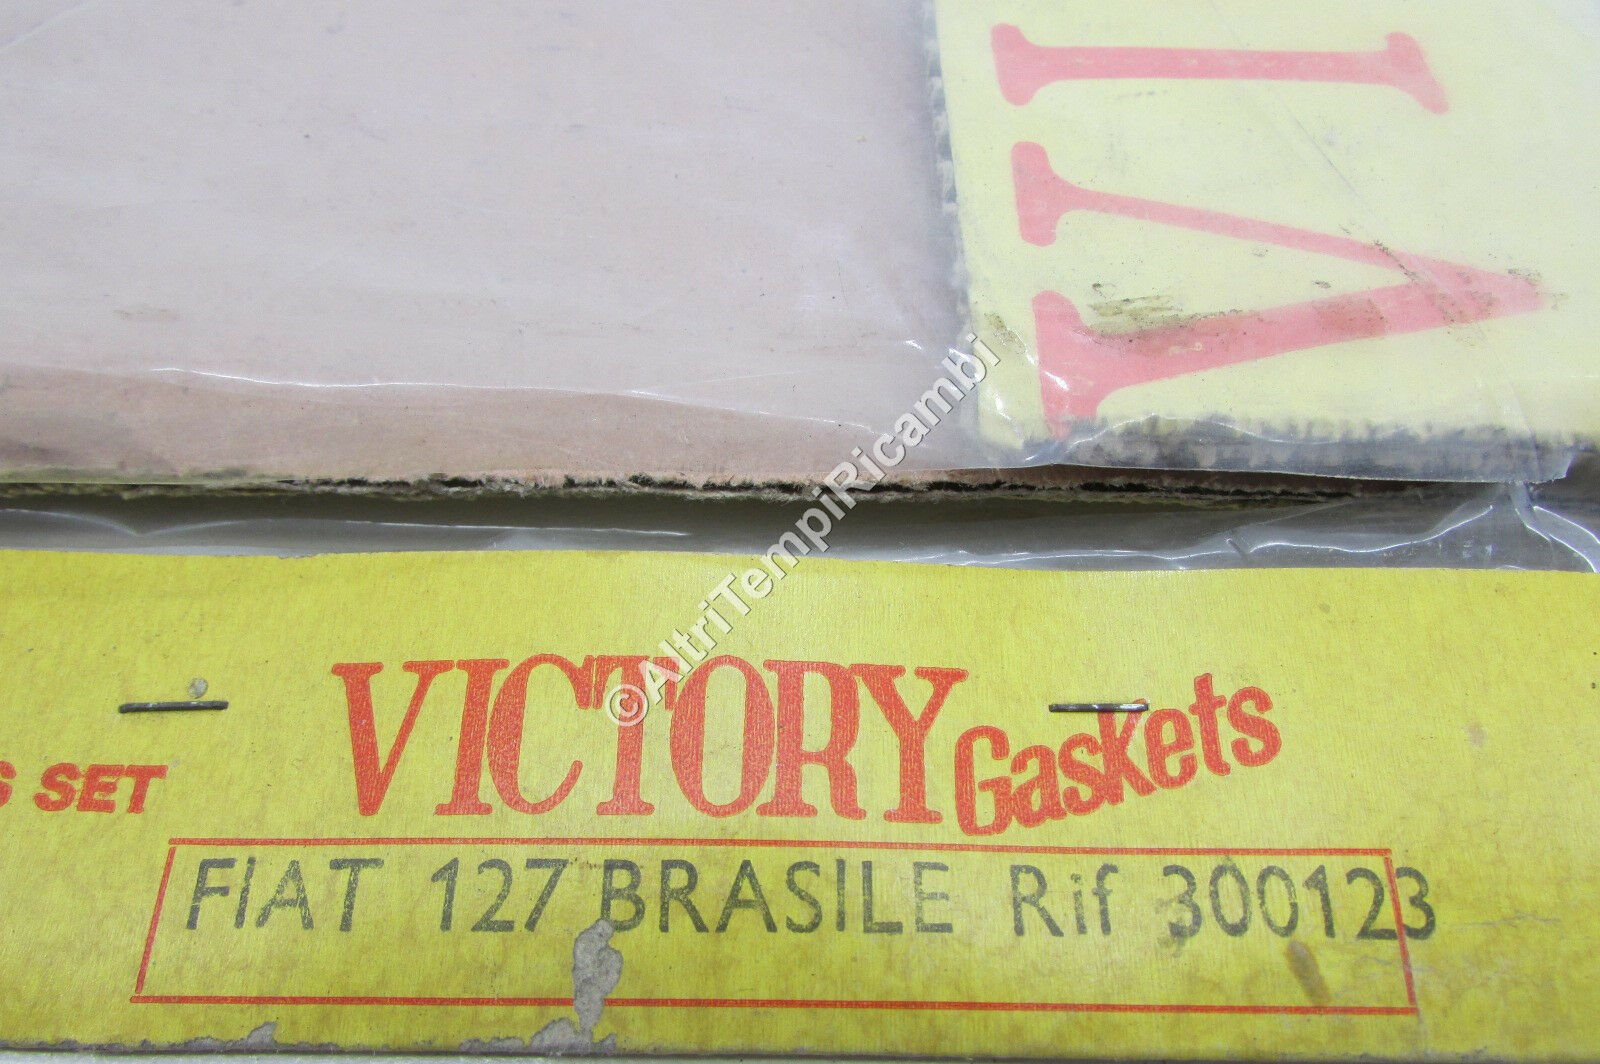 VI
©AltriTempiRicambi
VICTORY Gaskets
S SET
FIAT 127 BRASILE Rif 300123